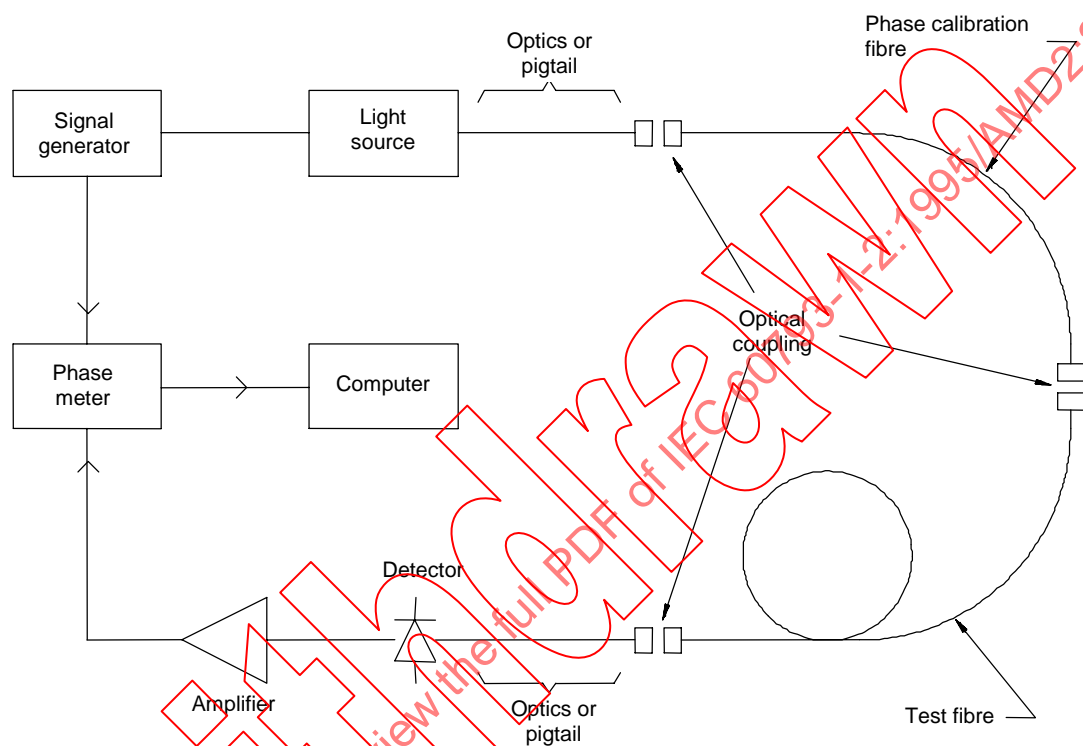 Phase calibration
fibre
Optics or
pigtail
Signal
generator
Light
source
Optical
coupling
Phase
meter
Computer
Detector
Amplifier
Optics or
pigtail
Test fibre
withdrawn
view the full PDF of IEC 60793-1-2:1995/AMD2: